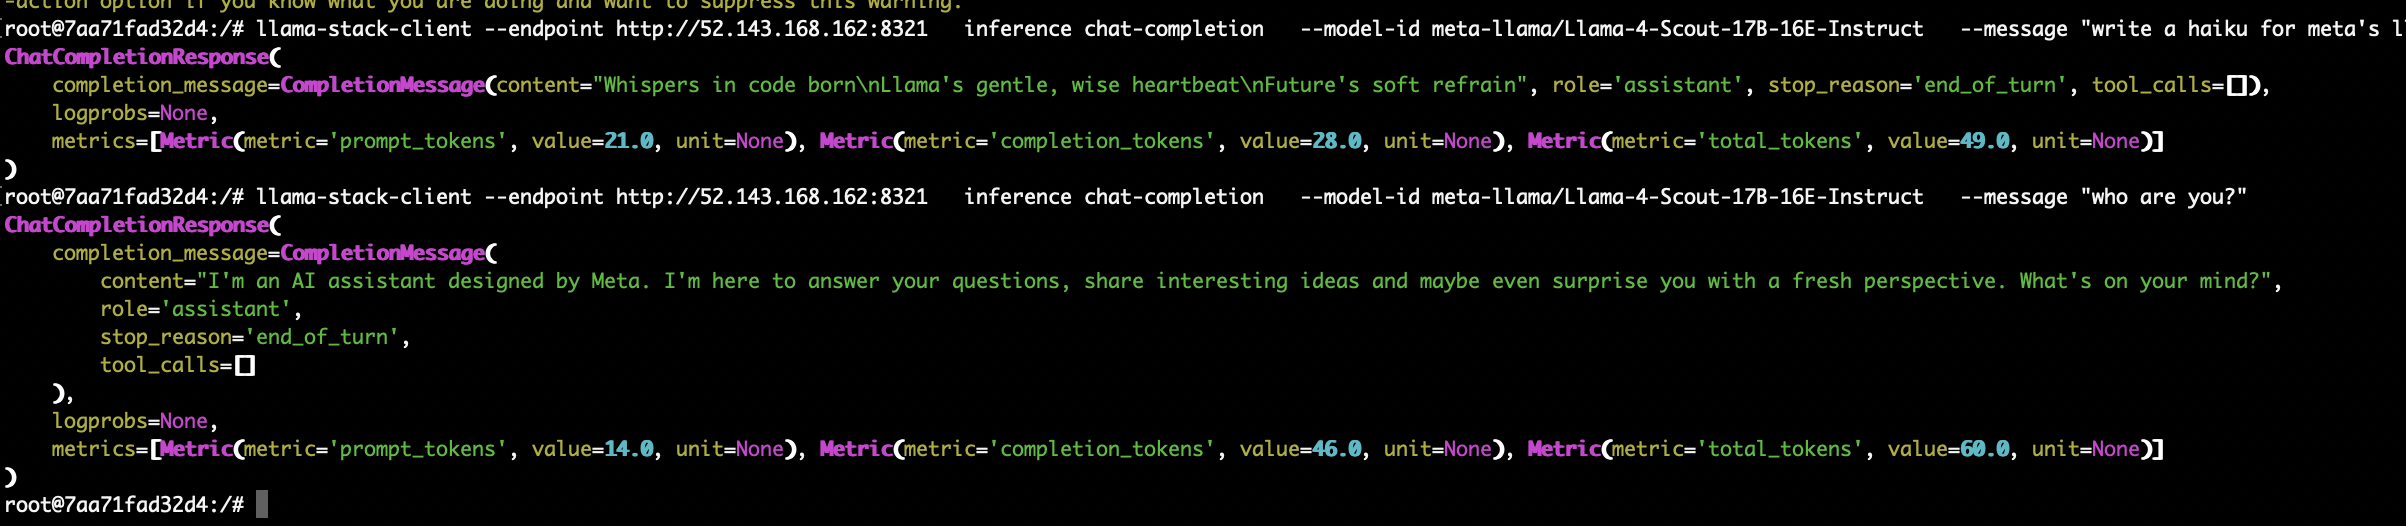 -action option if you know what you are doing and want to suppress this warning.
root@7aa71fad32d4:/# llama-stack-client --endpoint http://52.143.168.162:8321   inference chat-completion   --model-id meta-llama/Llama-4-Scout-17B-16E-Instruct   --message "write a haiku for meta's
ChatCompletionResponse(
    completion_message=CompletionMessage(content="Whispers in code born\nLlama's gentle, wise heartbeat\nFuture's soft refrain", role='assistant', stop_reason='end_of_turn', tool_calls=[]),
    logprobs=None,
    metrics=[Metric(metric='prompt_tokens', value=21.0, unit=None), Metric(metric='completion_tokens', value=28.0, unit=None), Metric(metric='total_tokens', value=49.0, unit=None)]
)
root@7aa71fad32d4:/# llama-stack-client --endpoint http://52.143.168.162:8321   inference chat-completion   --model-id meta-llama/Llama-4-Scout-17B-16E-Instruct   --message "who are you?"
ChatCompletionResponse(
    completion_message=CompletionMessage(
        content="I'm an AI assistant designed by Meta. I'm here to answer your questions, share interesting ideas and maybe even surprise you with a fresh perspective. What's on your mind?",
        role='assistant',
        stop_reason='end_of_turn',
        tool_calls=[]
    ),
    logprobs=None,
    metrics=[Metric(metric='prompt_tokens', value=14.0, unit=None), Metric(metric='completion_tokens', value=46.0, unit=None), Metric(metric='total_tokens', value=60.0, unit=None)]
)
root@7aa71fad32d4:/#